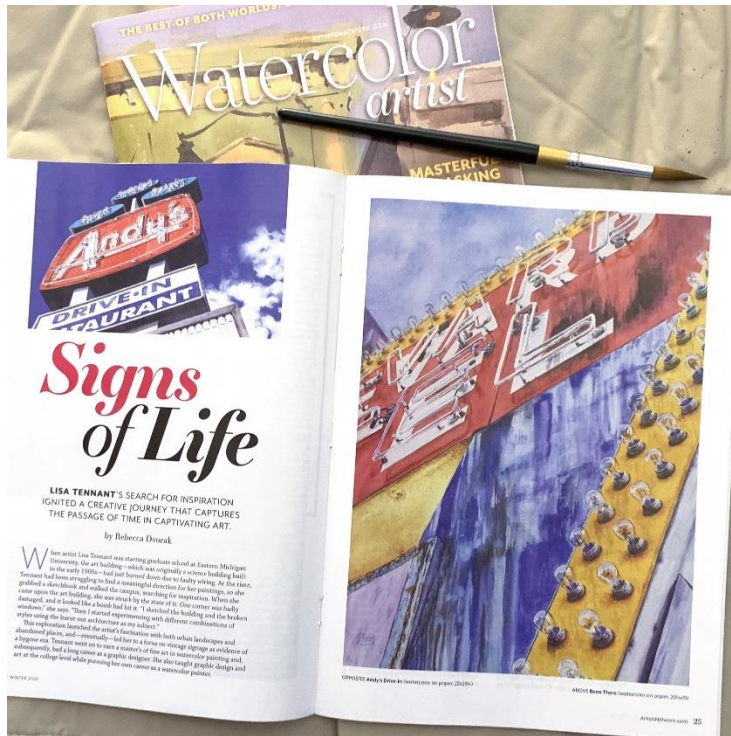 THE BEST OF BOTH WORLDS!
ARTISTSNETWORK.COM
Watercolor
artist
MASTERFUL
MASKING
Andy's
DRIVE-IN
RESTAURANT
Signs
of Life
LISA TENNANT'S SEARCH FOR INSPIRATION
IGNITED A CREATIVE JOURNEY THAT CAPTURES
THE PASSAGE OF TIME IN CAPTIVATING ART.
by Rebecca Dvorak
When artist Lisa Tennant was starting graduate school at Eastern Michigan
University, the art building—which was originally a science building built
in the early 1900s—had just burned down due to faulty wiring. At the time,
Tennant had been struggling to find a meaningful direction for her paintings, so she
grabbed a sketchbook and walked the campus, searching for inspiration. When she
came upon the art building, she was struck by the state of it: One corner was badly
damaged, and it looked like a bomb had hit it. "I sketched the building and the broken
windows," she says. "Then I started experimenting with different combinations of
styles using the burnt-out architecture as my subject."
This exploration launched the artist's fascination with both urban landscapes and
abandoned places, and—eventually—led her to a focus on vintage signage as evidence of
a bygone era. Tennant went on to earn a master's of fine art in watercolor painting and,
subsequently, had a long career as a graphic designer. She also taught graphic design and
art at the college level while pursuing her own career as a watercolor painter.
WINTER
ARD
EL
OPPOSITE Andy's Drive-In (watercolor on paper,
ABOVE Been There (watercolor on paper,
ArtistsNetwork.com 25